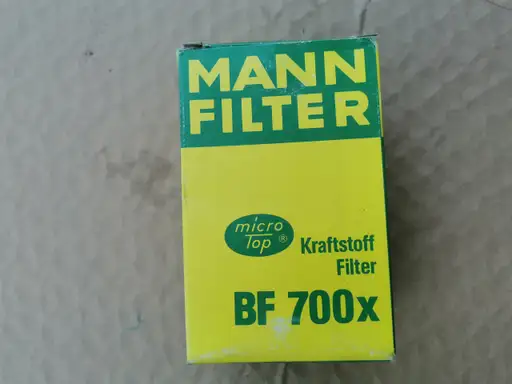 MANN
FILTER
micro
Top ®
Kraftstoff
Filter
BF 700x